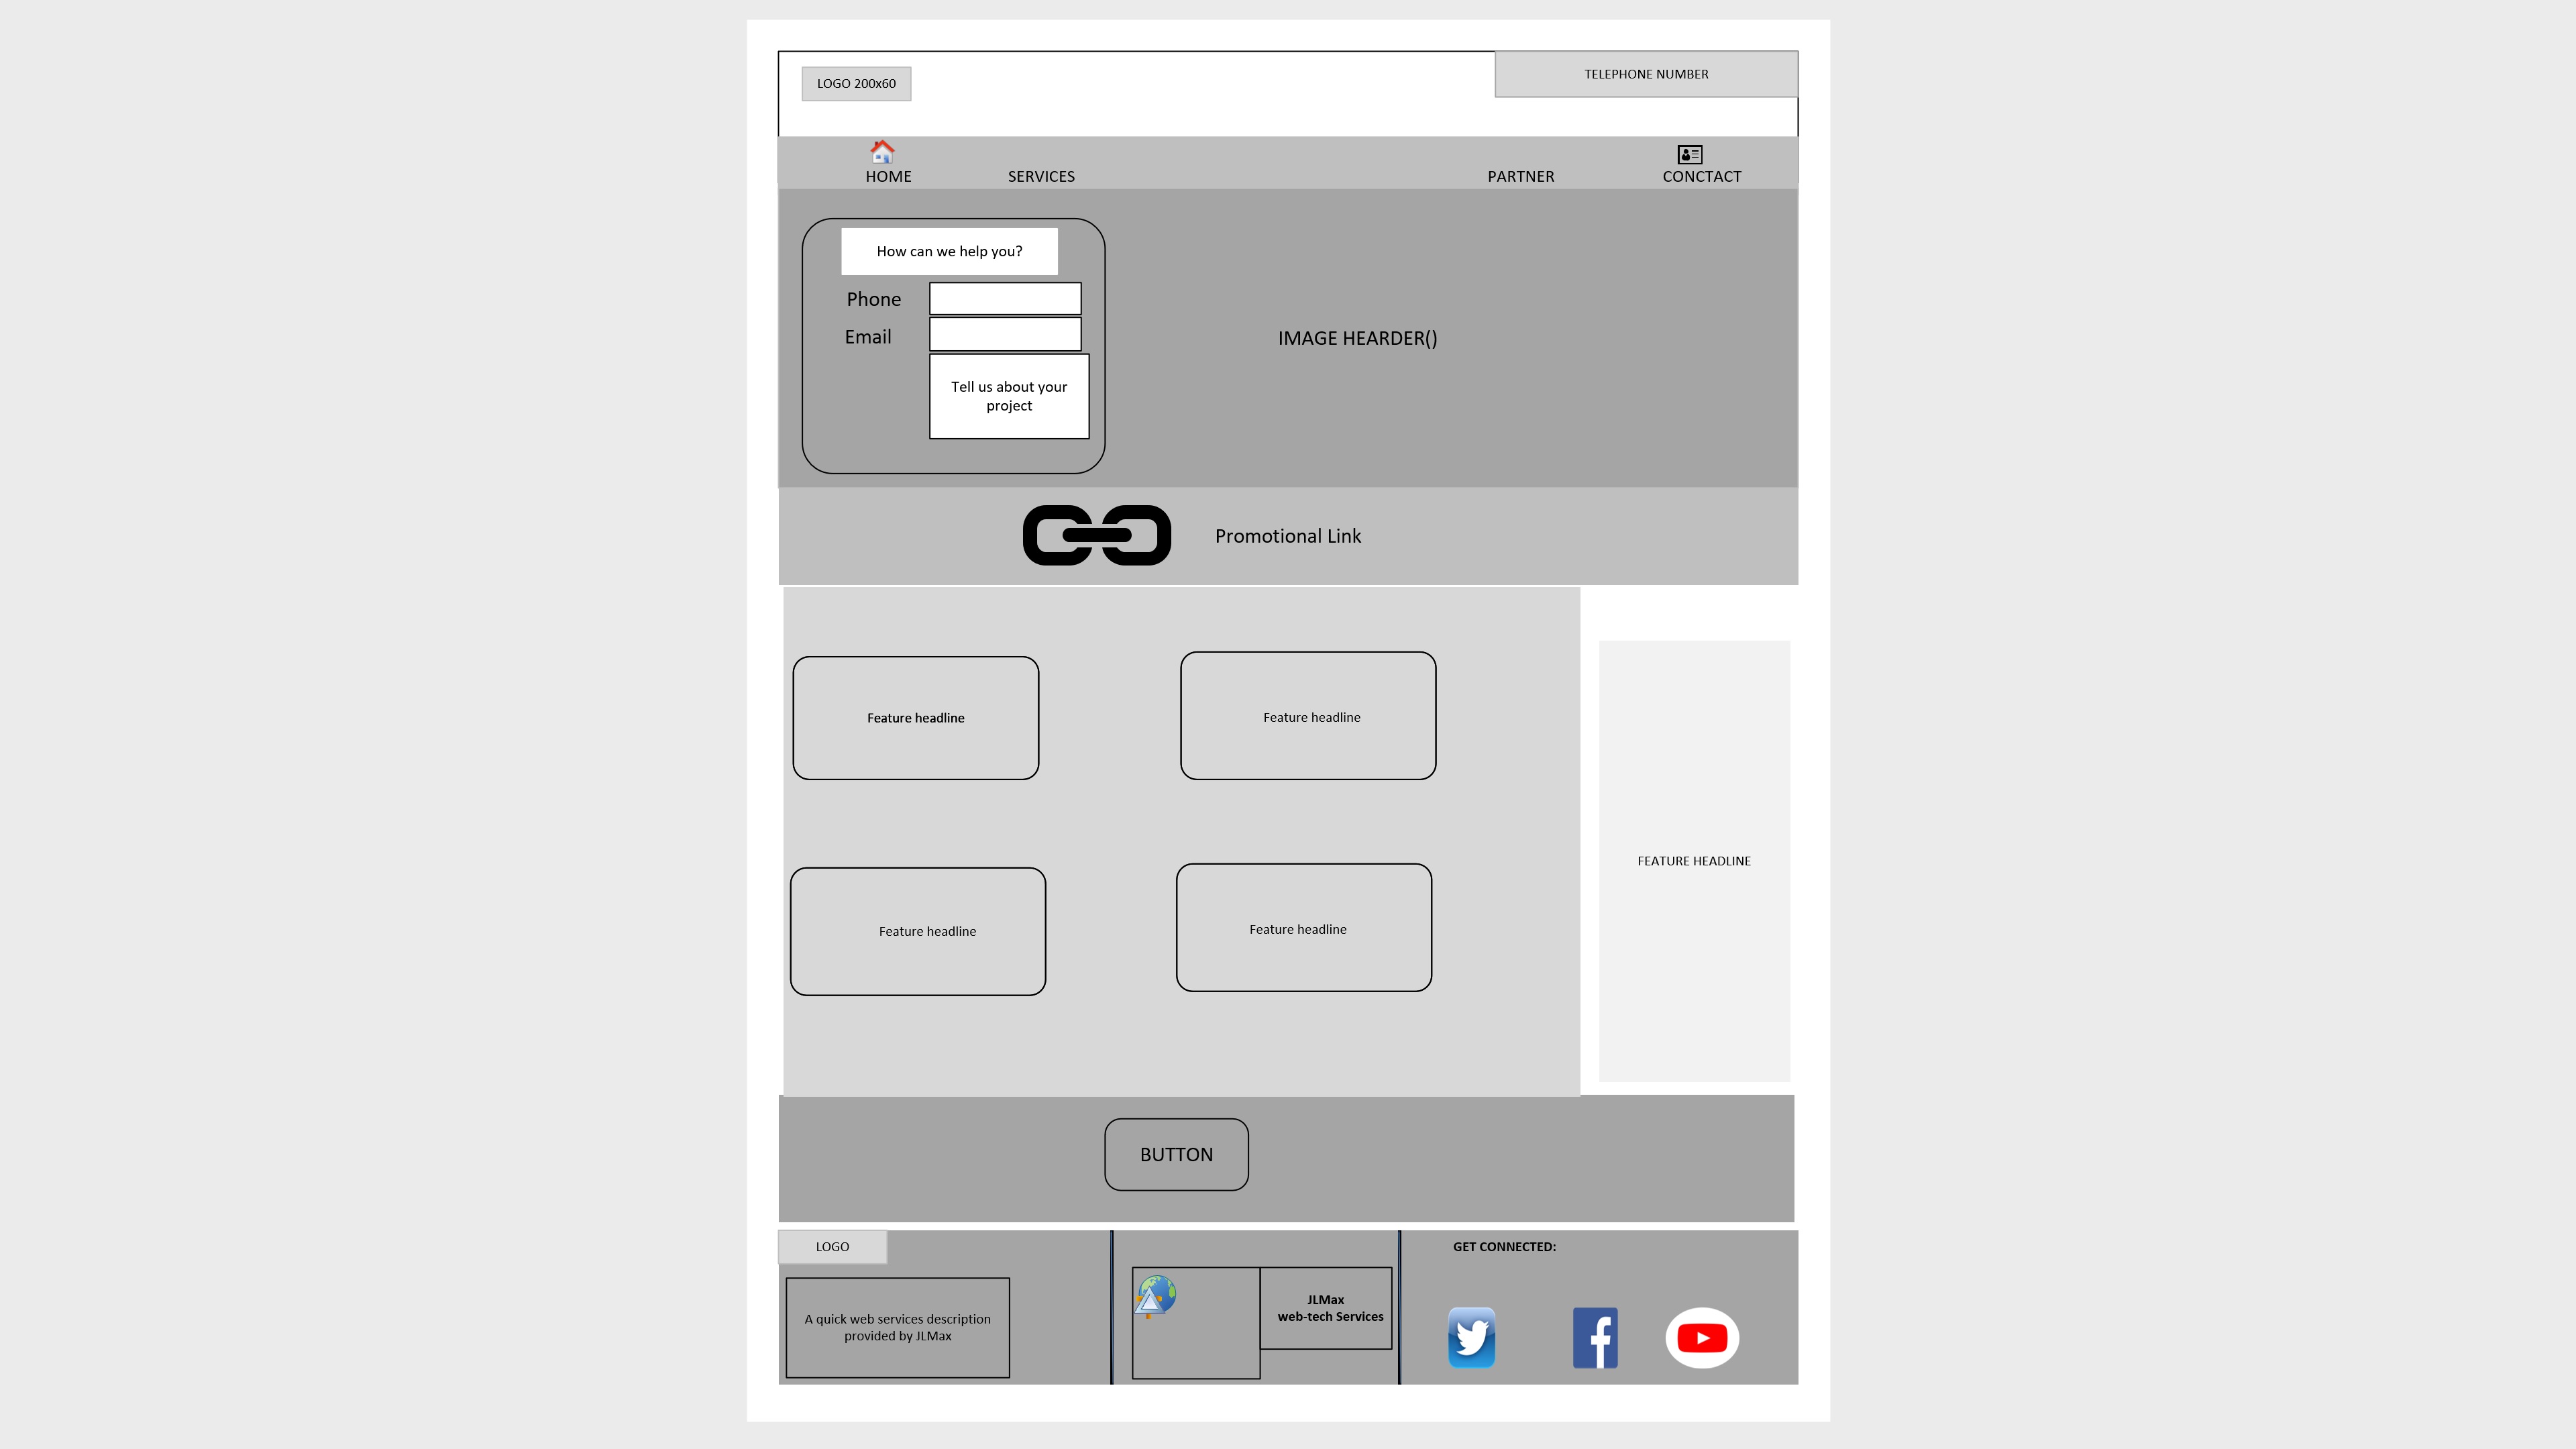 LOGO 200x60
TELEPHONE NUMBER
HOME
SERVICES
PARTNER
CONCTACT
How can we help you?
Phone
Email
Tell us about your
project
IMAGE HEARDER()
Promotional Link
Feature headline
Feature headline
Feature headline
Feature headline
FEATURE HEADLINE
BUTTON
LOGO
A quick web services description
provided by JLMax
JLMax
web-tech Services
GET CONNECTED: